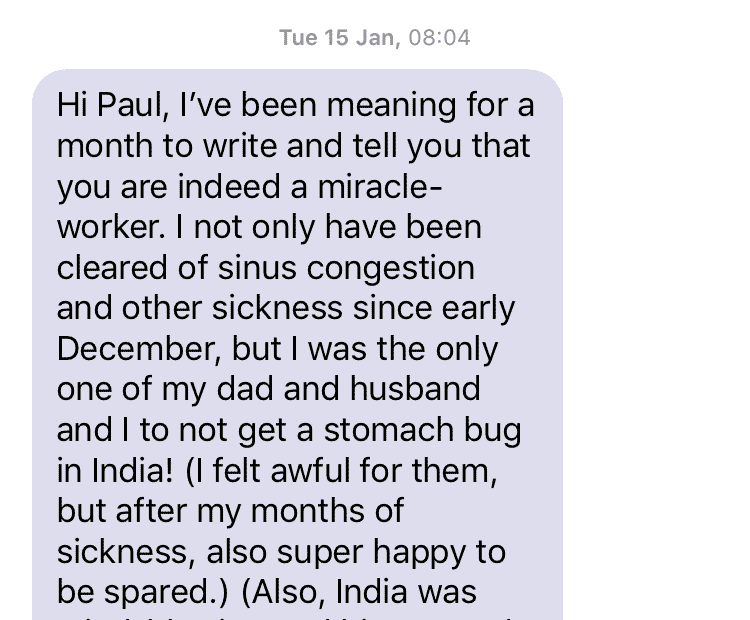 Tue 15 Jan, 08:04
Hi Paul, I’ve been meaning for a
month to write and tell you that
you are indeed a miracle-
worker. I not only have been
cleared of sinus congestion
and other sickness since early
December, but I was the only
one of my dad and husband
and I to not get a stomach bug
in India! (I felt awful for them,
but after my months of
sickness, also super happy to
be spared.) (Also, India was